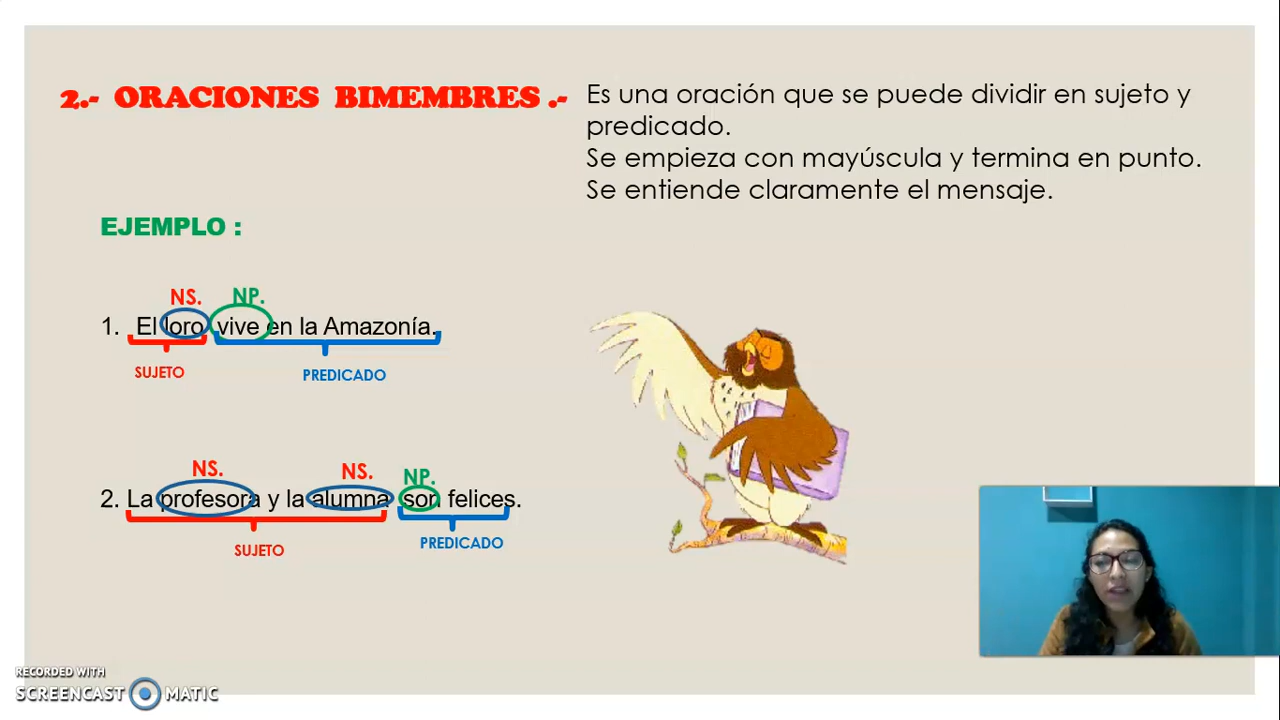 2.- ORACIONES BIMEMBRES .-
Es una oración que se puede dividir en sujeto y
predicado.
Se empieza con mayúscula y termina en punto.
Se entiende claramente el mensaje.
EJEMPLO :
NS. NP.
1. El loro vive en la Amazonía.
SUJETO PREDICADO
NS. NS. NP.
2. La profesora y la alumna son felices.
SUJETO PREDICADO
RECORDED WITH
SCREENCAST MATIC